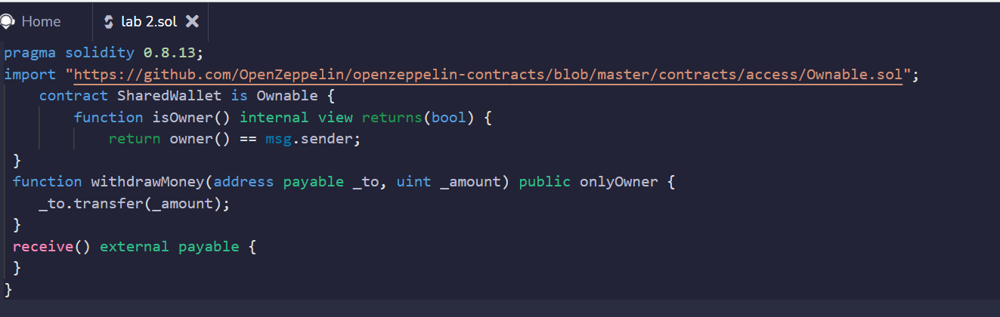 Home lab 2.sol
pragma solidity 0.8.13;
import "https://github.com/OpenZeppelin/openzeppelin-contracts/blob/master/contracts/access/Ownable.sol";
contract SharedWallet is Ownable {
function isOwner() internal view returns(bool) {
return owner() == msg.sender;
}
function withdrawMoney(address payable _to, uint _amount) public onlyOwner {
_to.transfer(_amount);
}
receive() external payable {
}
}